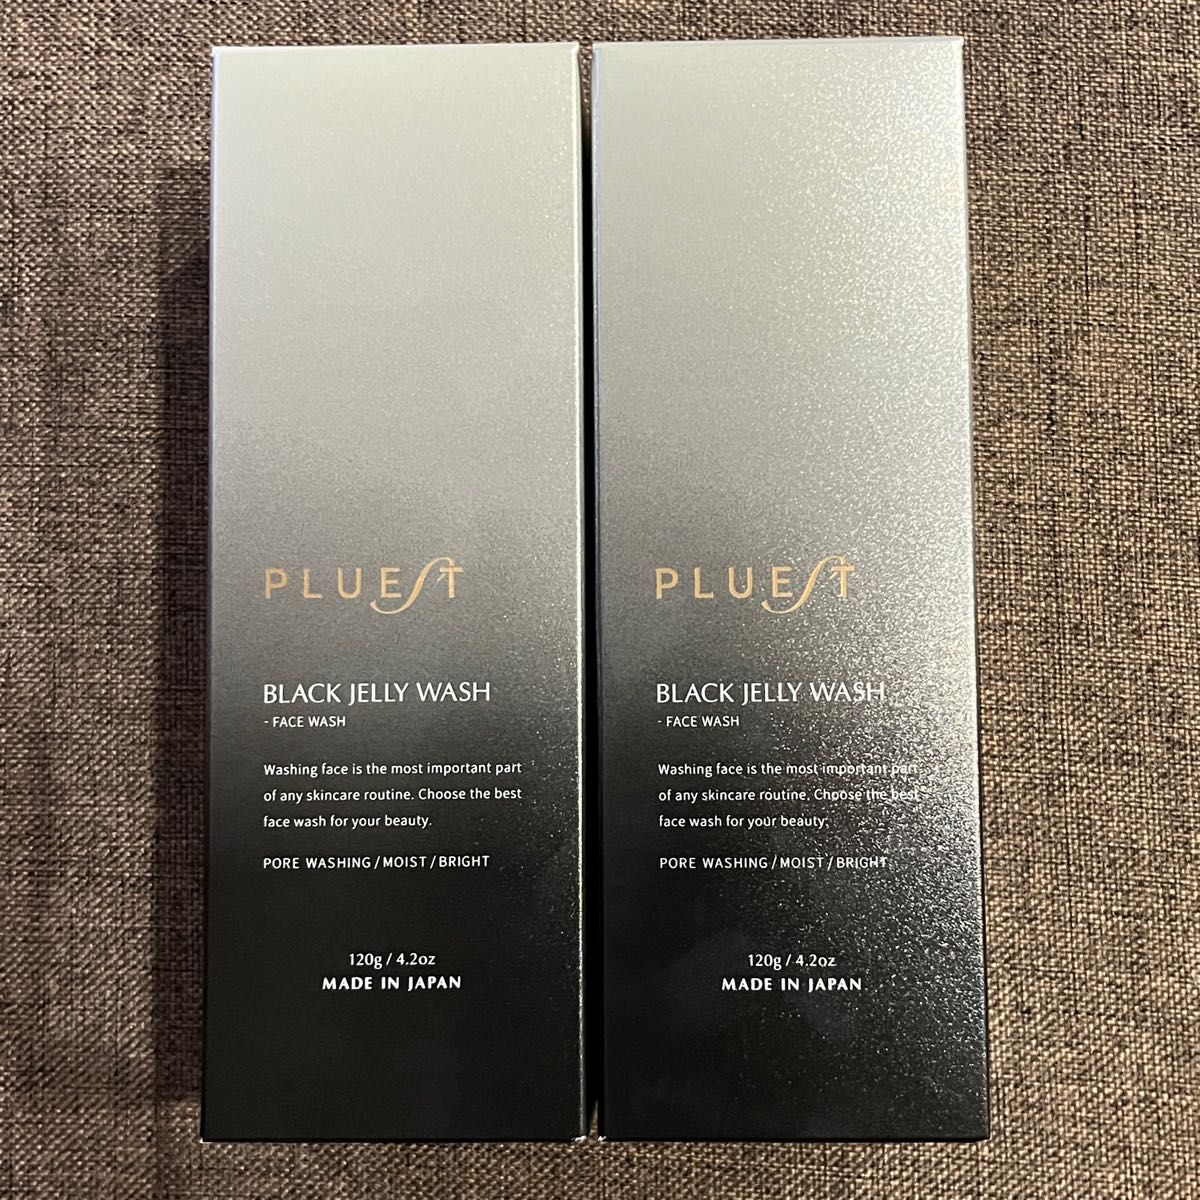 PLUEST
BLACK JELLY WASH
- FACE WASH
Washing face is the most important part
of any skincare routine. Choose the best
face wash for your beauty.
PORE WASHING / MOIST / BRIGHT
120g / 4.2oz
MADE IN JAPAN
PLUEST
BLACK JELLY WASH
- FACE WASH
Washing face is the most important part
of any skincare routine. Choose the best
face wash for your beauty.
PORE WASHING / MOIST / BRIGHT
120g / 4.2oz
MADE IN JAPAN